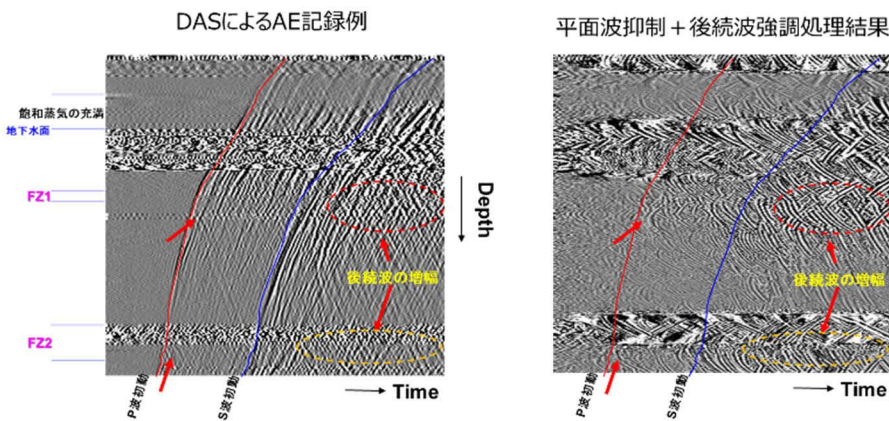 DASによるAE記録例
飽和蒸気の充満
地下水面
FZ1
FZ2
Depth
後続波の増幅
P波初動
S波初動
Time
平面波抑制+後続波強調処理結果
後続波の増幅
P波初動
S波初動
Time